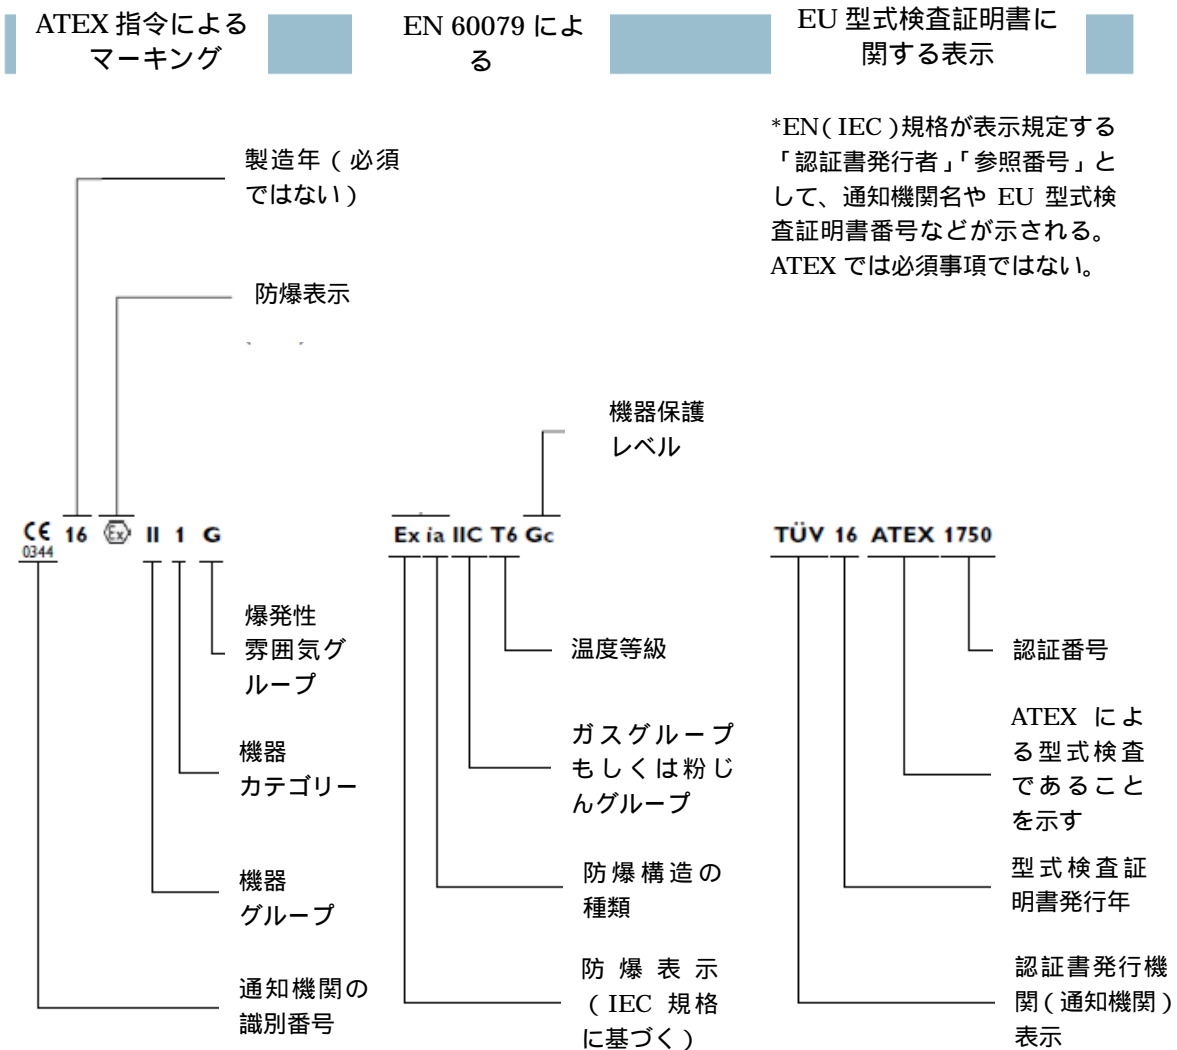 ATEX 指令による
マーキング
EN 60079 によ
る
EU 型式検査証明書に
関する表示
*EN(IEC)規格が表示規定する
「認証書発行者」「参照番号」と
して、通知機関名や EU 型式検
査証明書番号などが示される。
ATEX では必須事項ではない。
製造年(必須
ではない)
防爆表示
機器保護
レベル
CE 16 Ex II 1 G
0344
Ex ia IIC T6 Gc
TÜV 16 ATEX 1750
爆発性
雰囲気グ
ループ
機器
カテゴリー
機器
グループ
通知機関の
識別番号
温度等級
ガスグループ
もしくは粉じ
んグループ
防爆構造の
種類
防爆表示
(IEC 規格
に基づく)
認証番号
ATEX によ
る型式検査
であること
を示す
型式検査証
明書発行年
認証書発行機
関(通知機関)
表示